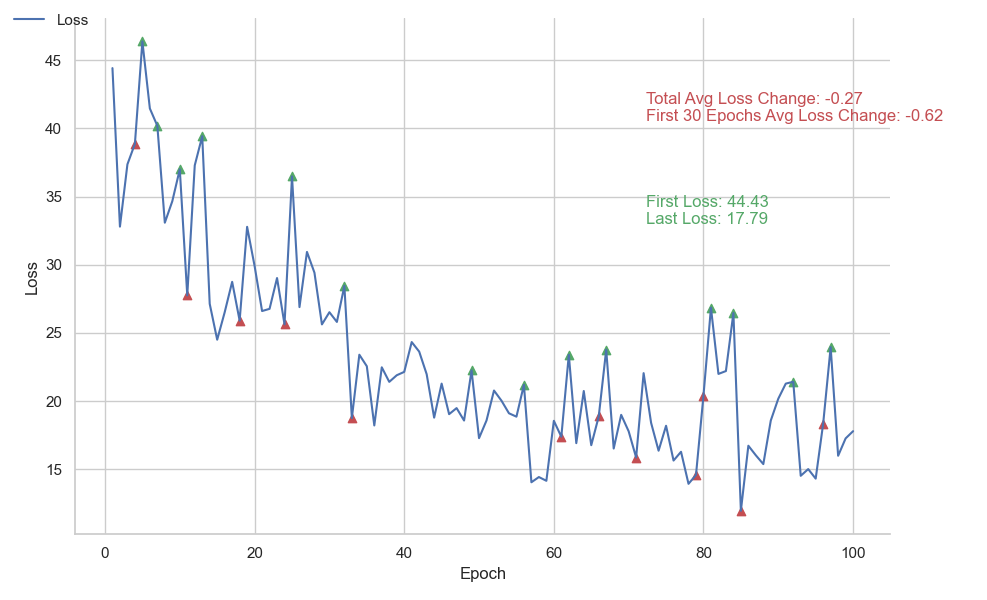 Loss
45
40
35
30
25
20
15
Loss
Total Avg Loss Change: -0.27
First 30 Epochs Avg Loss Change: -0.62
First Loss: 44.43
Last Loss: 17.79
0 20 40 60 80 100
Epoch